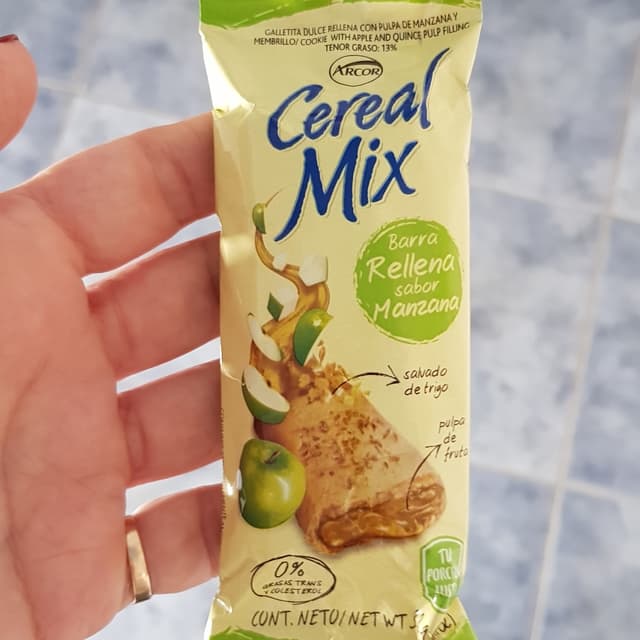 GALLETITA DULCE RELLENA CON PULPA DE MANZANA Y
MEMBRILLO/ COOKIE WITH APPLE AND QUINCE PULP FILLING
TENOR GRASO: 13%
ARCOR
Cereal
Mix
Barra
Rellena
sabor
Manzana
salvado
de trigo
pulpa
de
fruta
TU
0%
GRASAS TRANS
Y COLESTEROL
CONT. NETO/NET WT